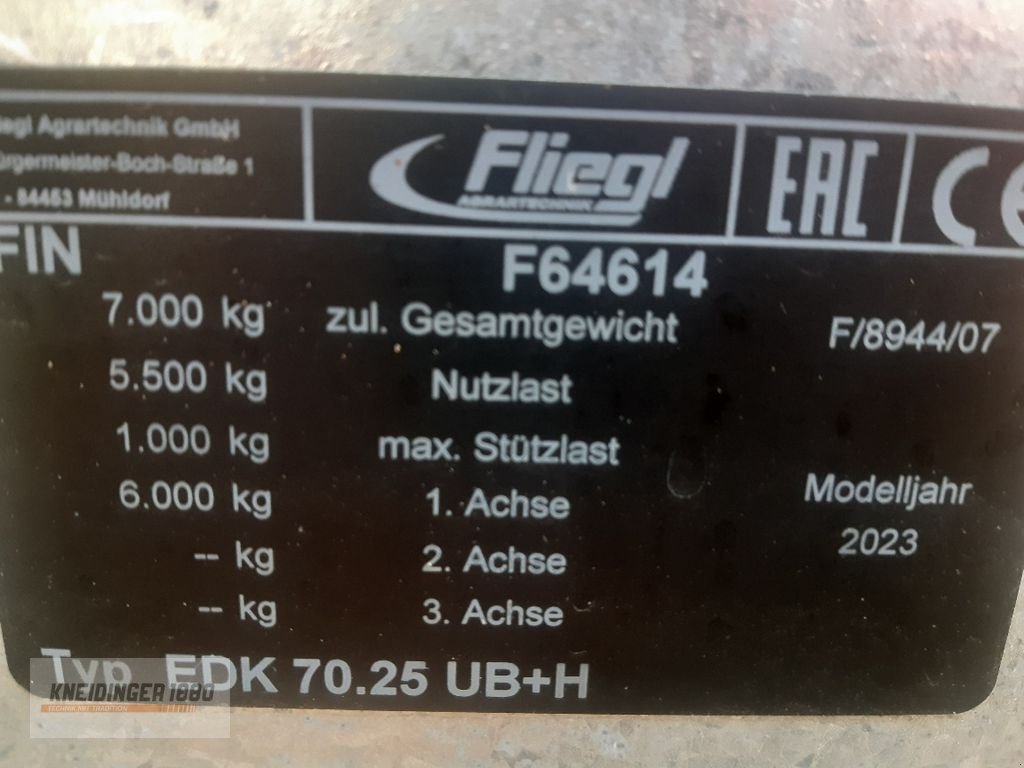 egl Agrartechnik GmbH
ürgermeister-Boch-Straße 1
- 84453 Mühldorf
Fliegl
AGRARTECHNIK
EAC
CE
FIN F64614
7.000 kg zul. Gesamtgewicht F/8944/07
5.500 kg Nutzlast
1.000 kg max. Stützlast
6.000 kg 1. Achse Modelljahr
-- kg 2. Achse 2023
-- kg 3. Achse
Typ EDK 70.25 UB+H
KNEIDINGER 1880
TECHNIK MIT TRADITION